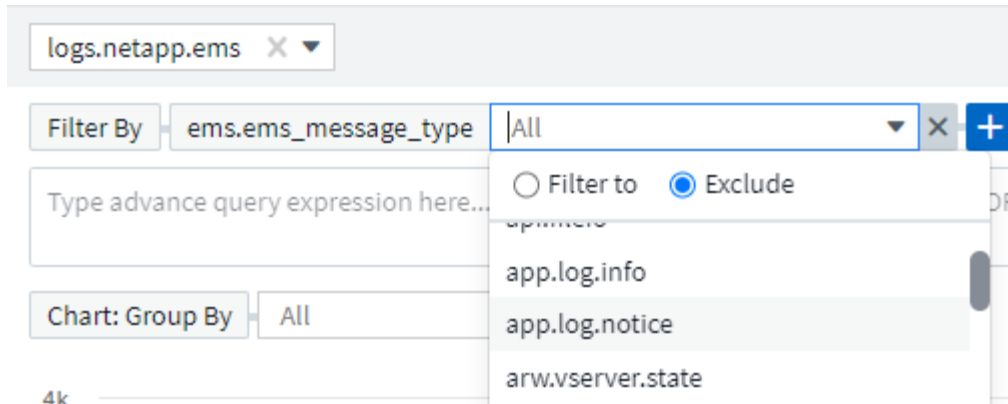 logs.netapp.ems
Filter By ems.ems_message_type All
Filter to Exclude
Type advance query expression here...
app.log.info
Chart: Group By All
app.log.notice
arw.vserver.state
4k